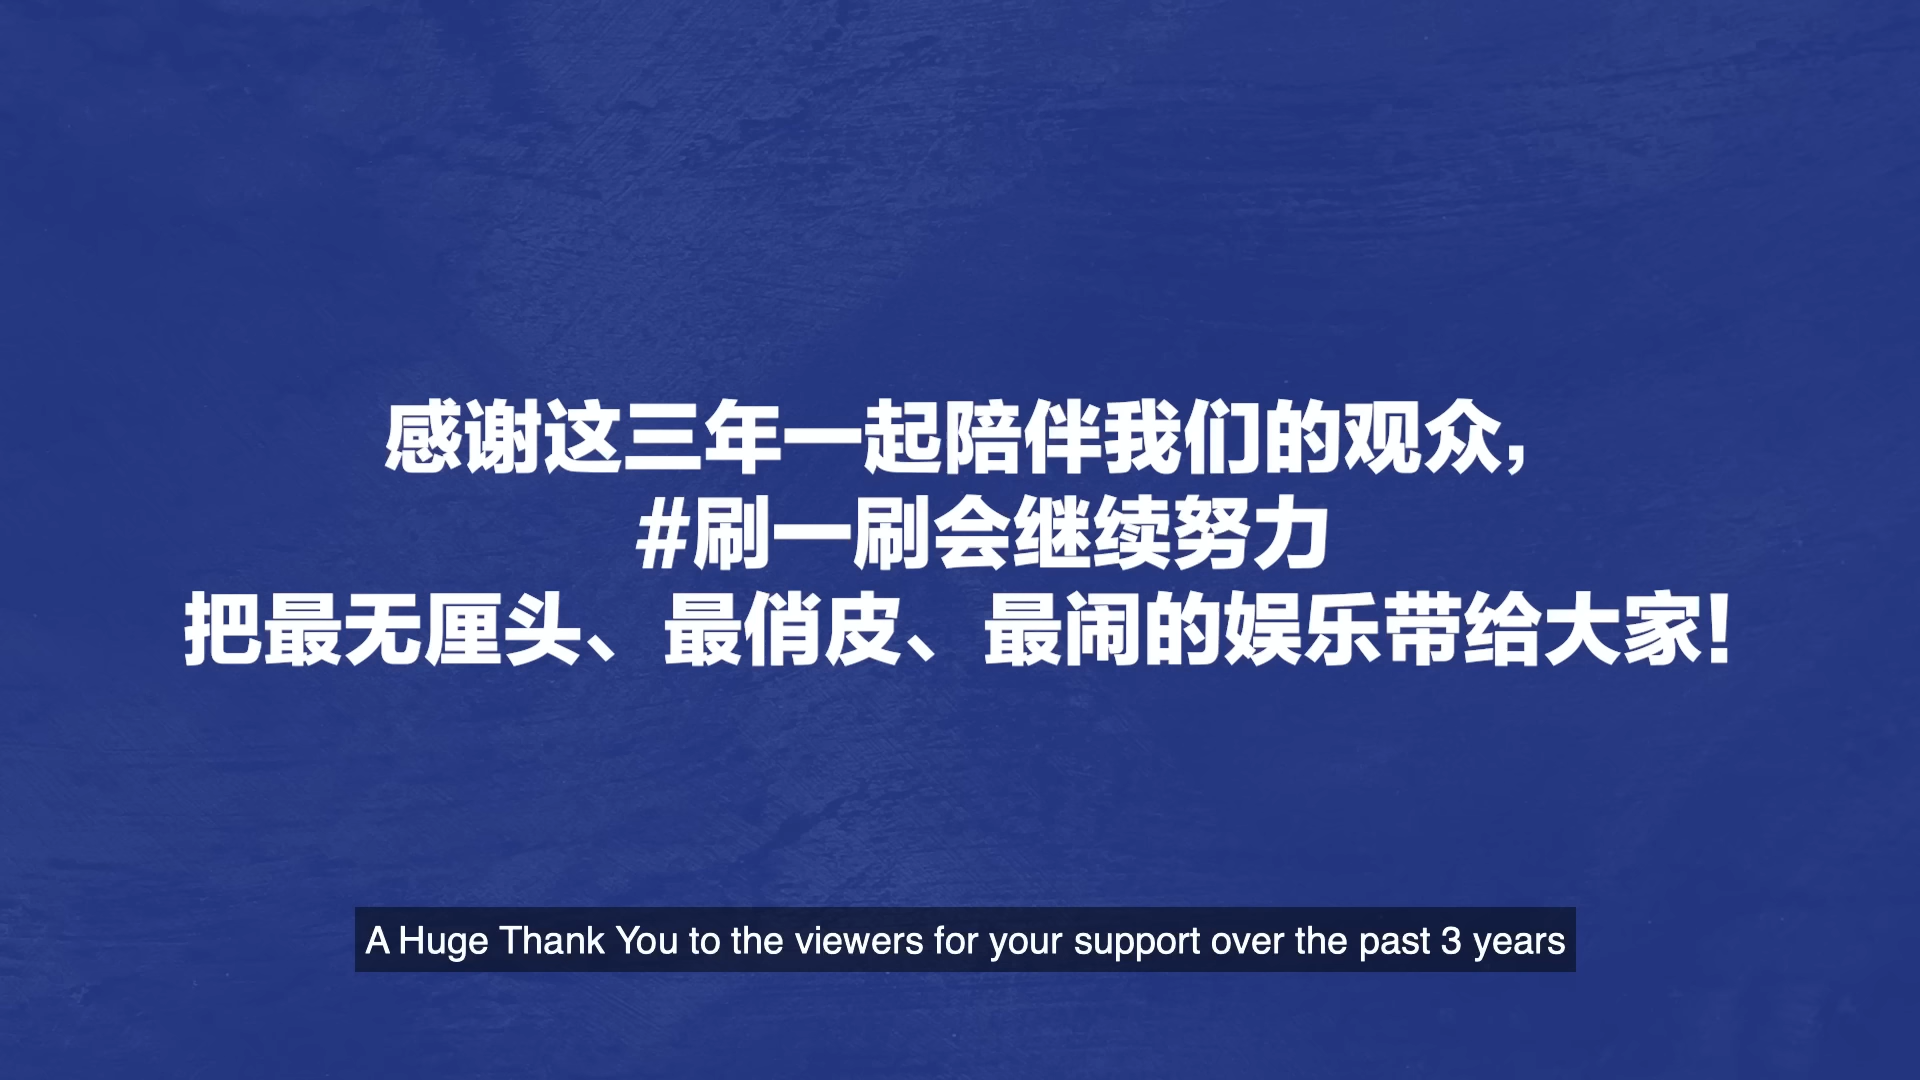 感谢这三年一起陪伴我们的观众，
#刷一刷会继续努力
把最无厘头、最俏皮、最闹的娱乐带给大家！
A Huge Thank You to the viewers for your support over the past 3 years